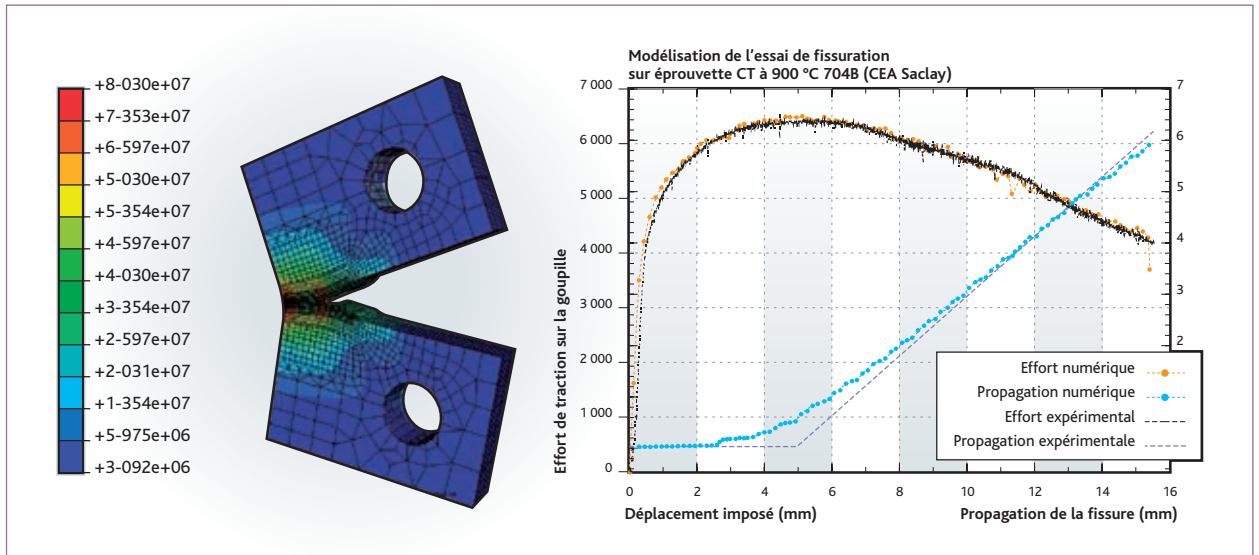 +8-030e+07
+7-353e+07
+6-597e+07
+5-030e+07
+5-354e+07
+4-597e+07
+4-030e+07
+3-354e+07
+2-597e+07
+2-031e+07
+1-354e+07
+5-975e+06
+3-092e+06
Modélisation de l'essai de fissuration
sur éprouvette CT à 900 °C 704B (CEA Saclay)
Effort de traction sur la goupille
7 000
6 000
5 000
4 000
3 000
2 000
1 000
0
7
6
5
4
3
2
Effort numérique
Propagation numérique
Effort expérimental
Propagation expérimentale
0 2 4 6 8 10 12 14 16
Déplacement imposé (mm) Propagation de la fissure (mm)